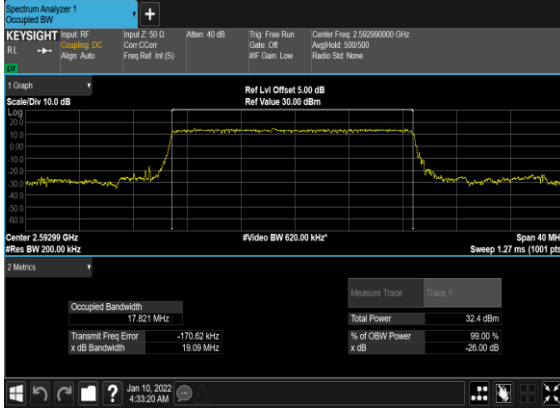 Spectrum Analyzer 1
Occupied BW
KEYSIGHT
RL
Input: RF
Coupling: DC
Align: Auto
Input Z: 50 Ω
Corr CCorr
Freq Ref: Int (S)
Atten: 40 dB
Trig: Free Run
Gate: Off
#IF Gain: Low
Center Freq: 2.592990000 GHz
Avg|Hold: 500/500
Radio Std: None
1 Graph
Scale/Div 10.0 dB
Ref Lvl Offset 5.00 dB
Ref Value 30.00 dBm
Log
20.0
10.0
0.00
-10.0
-20.0
-30.0
-40.0
-50.0
-60.0
Center 2.59299 GHz
#Res BW 200.00 kHz
#Video BW 620.00 kHz*
Span 40 MH
Sweep 1.27 ms (1001 pts
2 Metrics
Measure Trace
Trace 1
Occupied Bandwidth
17.821 MHz
Total Power
32.4 dBm
Transmit Freq Error
-170.62 kHz
% of OBW Power
99.00 %
x dB Bandwidth
19.09 MHz
x dB
-26.00 dB
Jan 10, 2022
4:33:20 AM